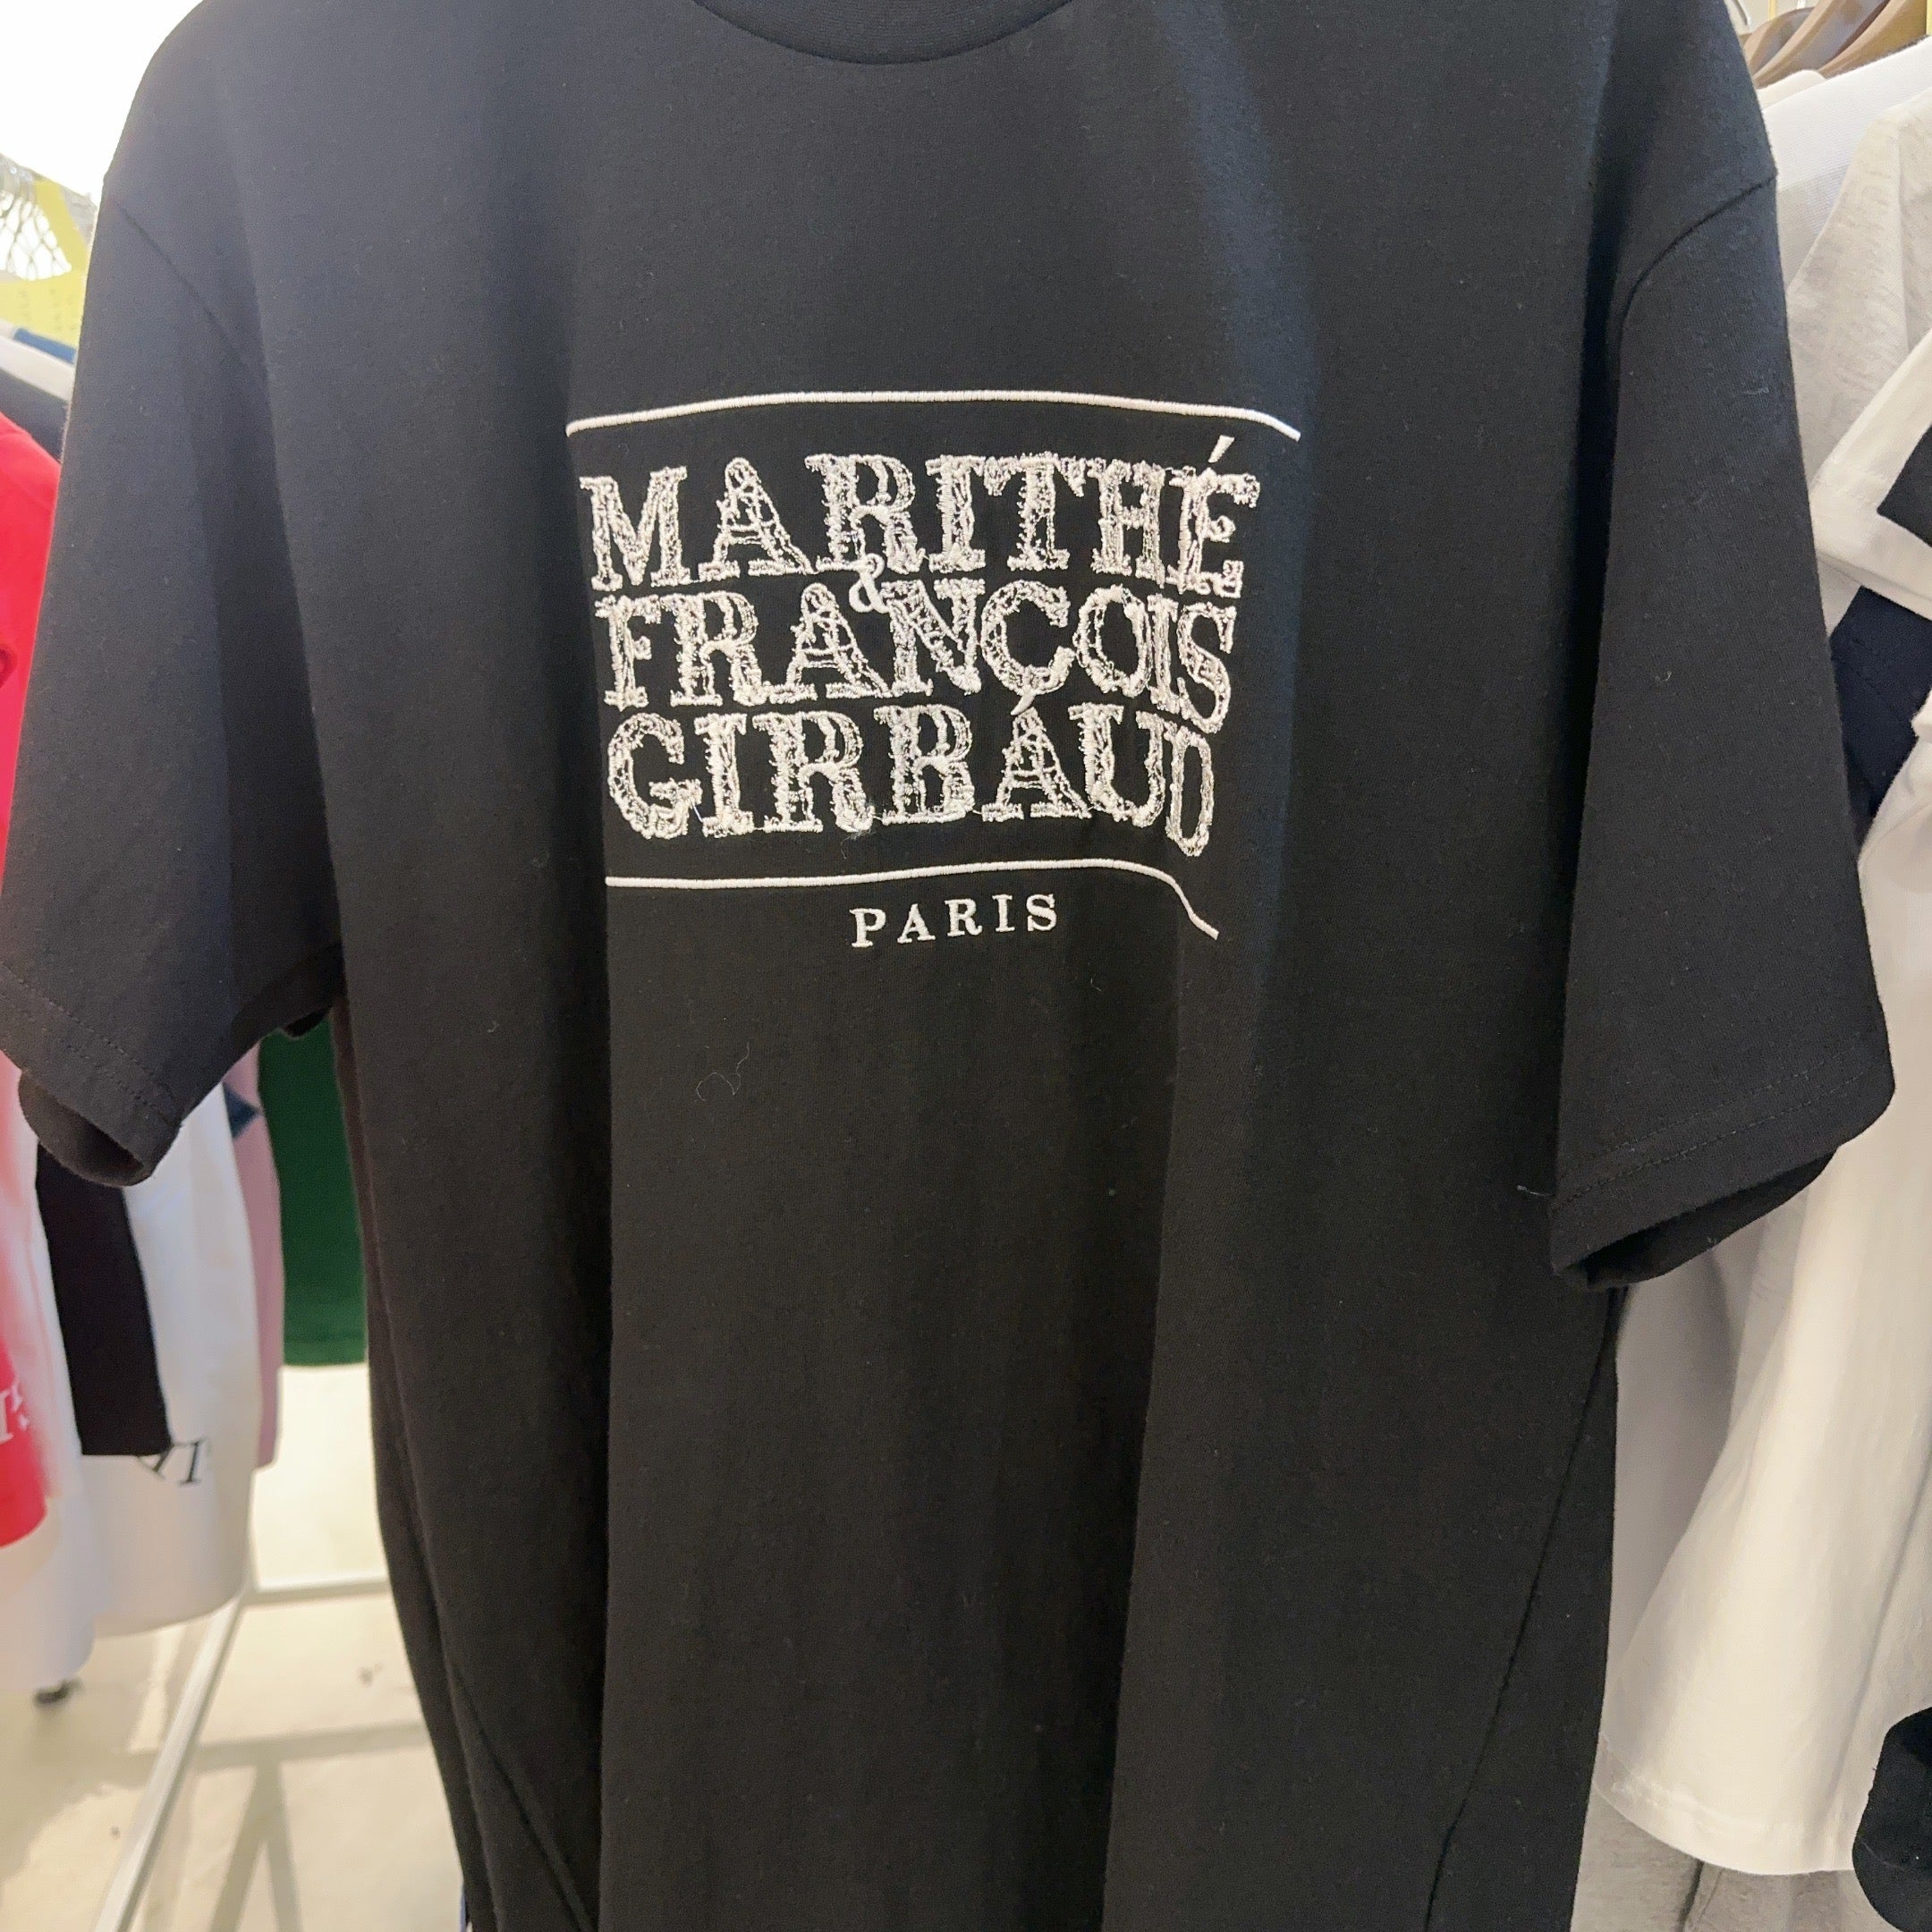 MARITHÉ
&
FRANÇOIS
GIRBAUD
PARIS